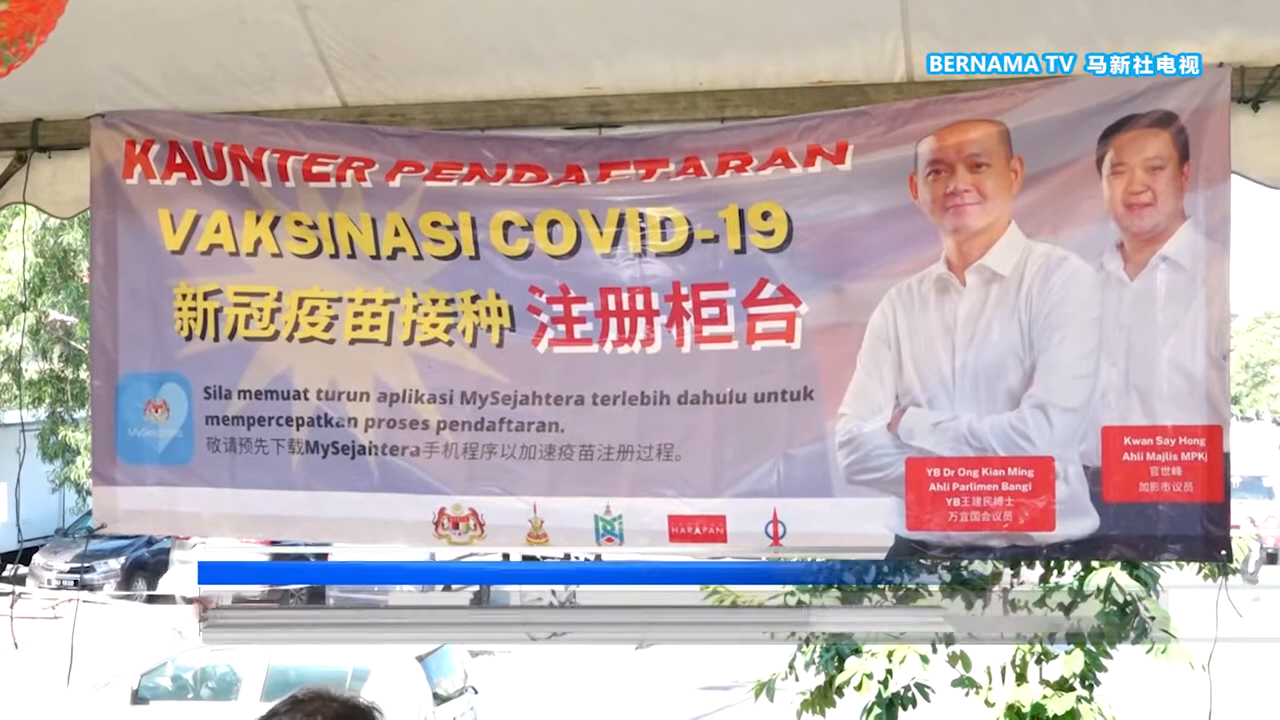 BERNAMA TV 马新社电视
KAUNTER PENDAFTARAN
VAKSINASI COVID-19
新冠疫苗接种 注册柜台
MySejahtera
Sila memuat turun aplikasi MySejahtera terlebih dahulu untuk
mempercepatkan proses pendaftaran.
敬请预先下载MySejahtera手机程序以加速疫苗注册过程。
YB Dr Ong Kian Ming
Ahli Parlimen Bangi
YB王建民博士
万宜国会议员
Kwan Say Hong
Ahli Majlis MPKj
官世峰
加影市议员
HARAPAN